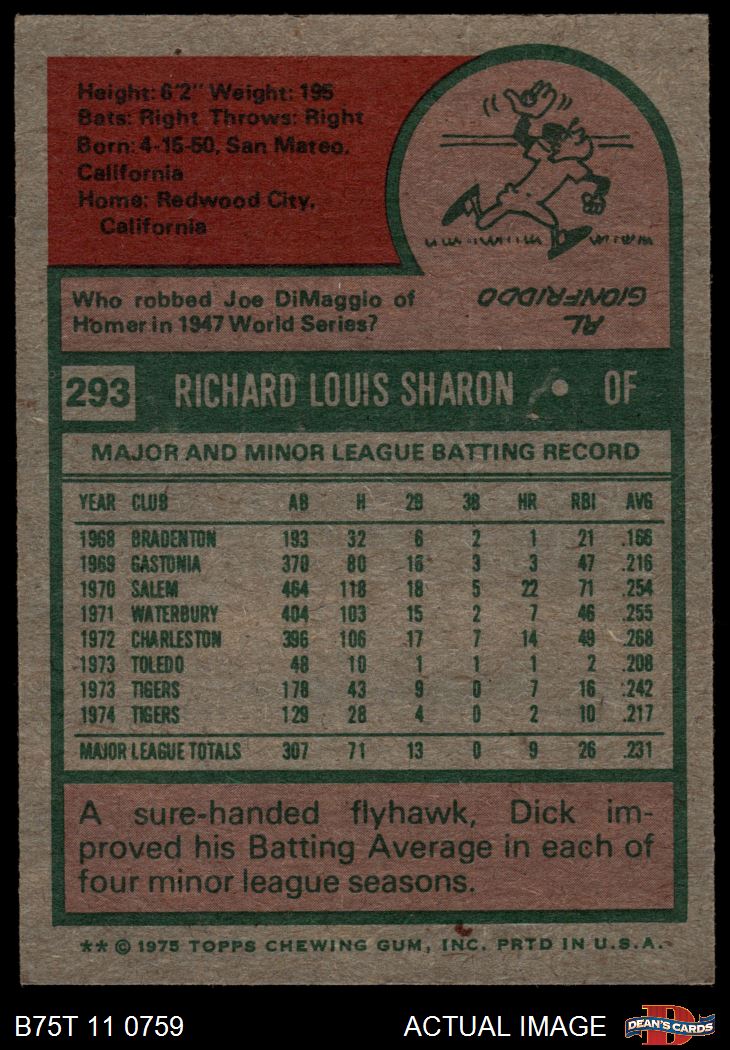 Height: 6'2" Weight: 195
Bats: Right Throws: Right
Born: 4-15-50, San Mateo,
California
Home: Redwood City,
California
Who robbed Joe DiMaggio of
Homer in 1947 World Series?
AL
GIONFRIDDO
293 RICHARD LOUIS SHARON OF
MAJOR AND MINOR LEAGUE BATTING RECORD
YEAR CLUB AB H 2B 3B HR RBI AVG
1968 BRADENTON 193 32 6 2 1 21 .166
1969 GASTONIA 370 80 16 3 3 47 .216
1970 SALEM 464 118 18 5 22 71 .254
1971 WATERBURY 404 103 15 2 7 46 .255
1972 CHARLESTON 396 106 17 7 14 49 .268
1973 TOLEDO 48 10 1 1 1 2 .208
1973 TIGERS 178 43 9 0 7 16 .242
1974 TIGERS 129 28 4 0 2 10 .217
MAJOR LEAGUE TOTALS 307 71 13 0 9 26 .231
A sure-handed flyhawk, Dick im-
proved his Batting Average in each of
four minor league seasons.
** © 1975 TOPPS CHEWING GUM, INC. PRTD IN U.S.A.
B75T 11 0759 ACTUAL IMAGE D DEAN'S CARDS